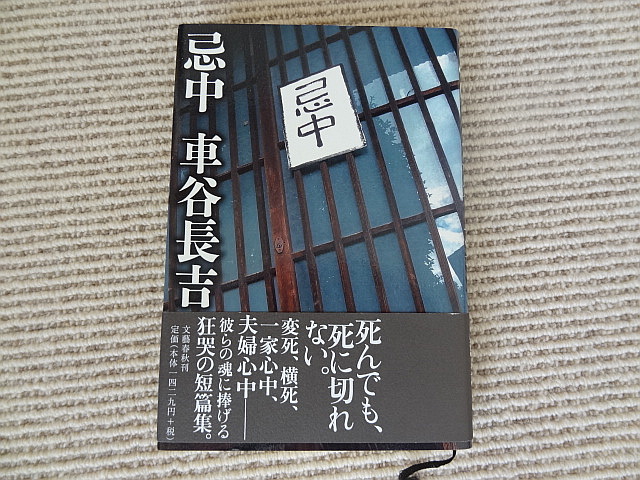 忌中 車谷長吉
忌中
死んでも、
死に切れ
ない。
変死、横死、
一家心中、
夫婦心中──
彼らの魂に捧げる
狂哭の短篇集。
文藝春秋刊
定価(本体一四二九円+税)